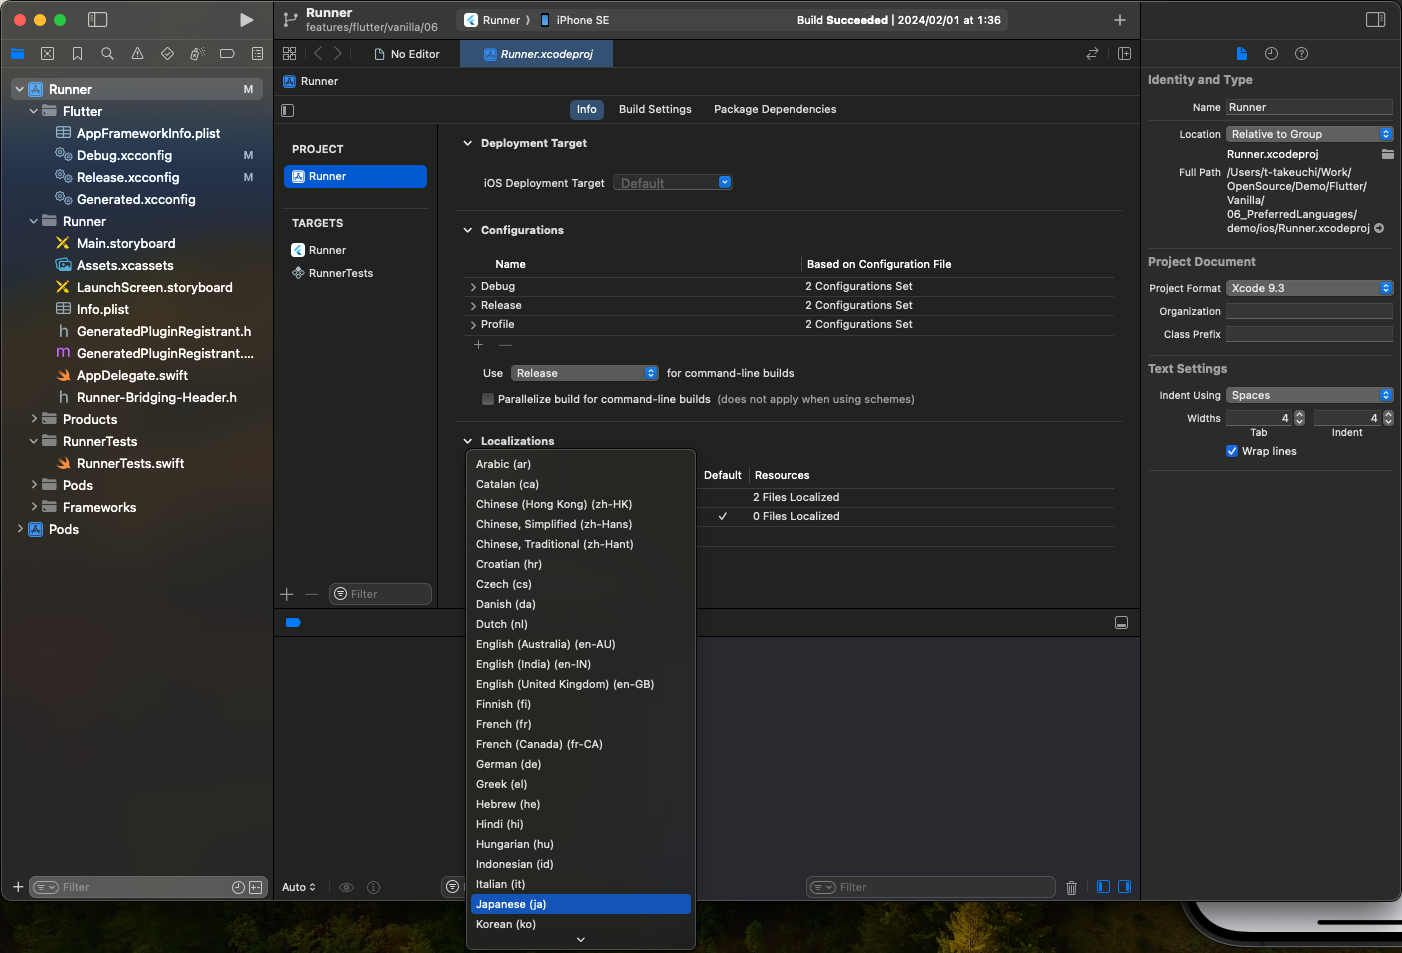 Runner
features/flutter/vanilla/06
Runner
iPhone SE
Build Succeeded | 2024/02/01 at 1:36
No Editor
Runner.xcodeproj
Runner
M
Flutter
AppFrameworkInfo.plist
Debug.xcconfig
M
Release.xcconfig
M
Generated.xcconfig
Runner
Main.storyboard
Assets.xcassets
LaunchScreen.storyboard
Info.plist
h GeneratedPluginRegistrant.h
m GeneratedPluginRegistrant....
AppDelegate.swift
h Runner-Bridging-Header.h
Products
RunnerTests
RunnerTests.swift
Pods
Frameworks
Pods
Filter
Runner
Info
Build Settings
Package Dependencies
PROJECT
Runner
TARGETS
Runner
RunnerTests
Filter
Deployment Target
iOS Deployment Target
Default
Configurations
Name
Based on Configuration File
Debug
2 Configurations Set
Release
2 Configurations Set
Profile
2 Configurations Set
Use
Release
for command-line builds
Parallelize build for command-line builds (does not apply when using schemes)
Localizations
Default
Resources
2 Files Localized
0 Files Localized
Arabic (ar)
Catalan (ca)
Chinese (Hong Kong) (zh-HK)
Chinese, Simplified (zh-Hans)
Chinese, Traditional (zh-Hant)
Croatian (hr)
Czech (cs)
Danish (da)
Dutch (nl)
English (Australia) (en-AU)
English (India) (en-IN)
English (United Kingdom) (en-GB)
Finnish (fi)
French (fr)
French (Canada) (fr-CA)
German (de)
Greek (el)
Hebrew (he)
Hindi (hi)
Hungarian (hu)
Indonesian (id)
Italian (it)
Japanese (ja)
Korean (ko)
Auto
Filter
Identity and Type
Name
Runner
Location
Relative to Group
Runner.xcodeproj
Full Path
/Users/t-takeuchi/Work/
OpenSource/Demo/Flutter/
Vanilla/
06_PreferredLanguages/
demo/ios/Runner.xcodeproj
Project Document
Project Format
Xcode 9.3
Organization
Class Prefix
Text Settings
Indent Using
Spaces
Widths
4
4
Tab
Indent
Wrap lines